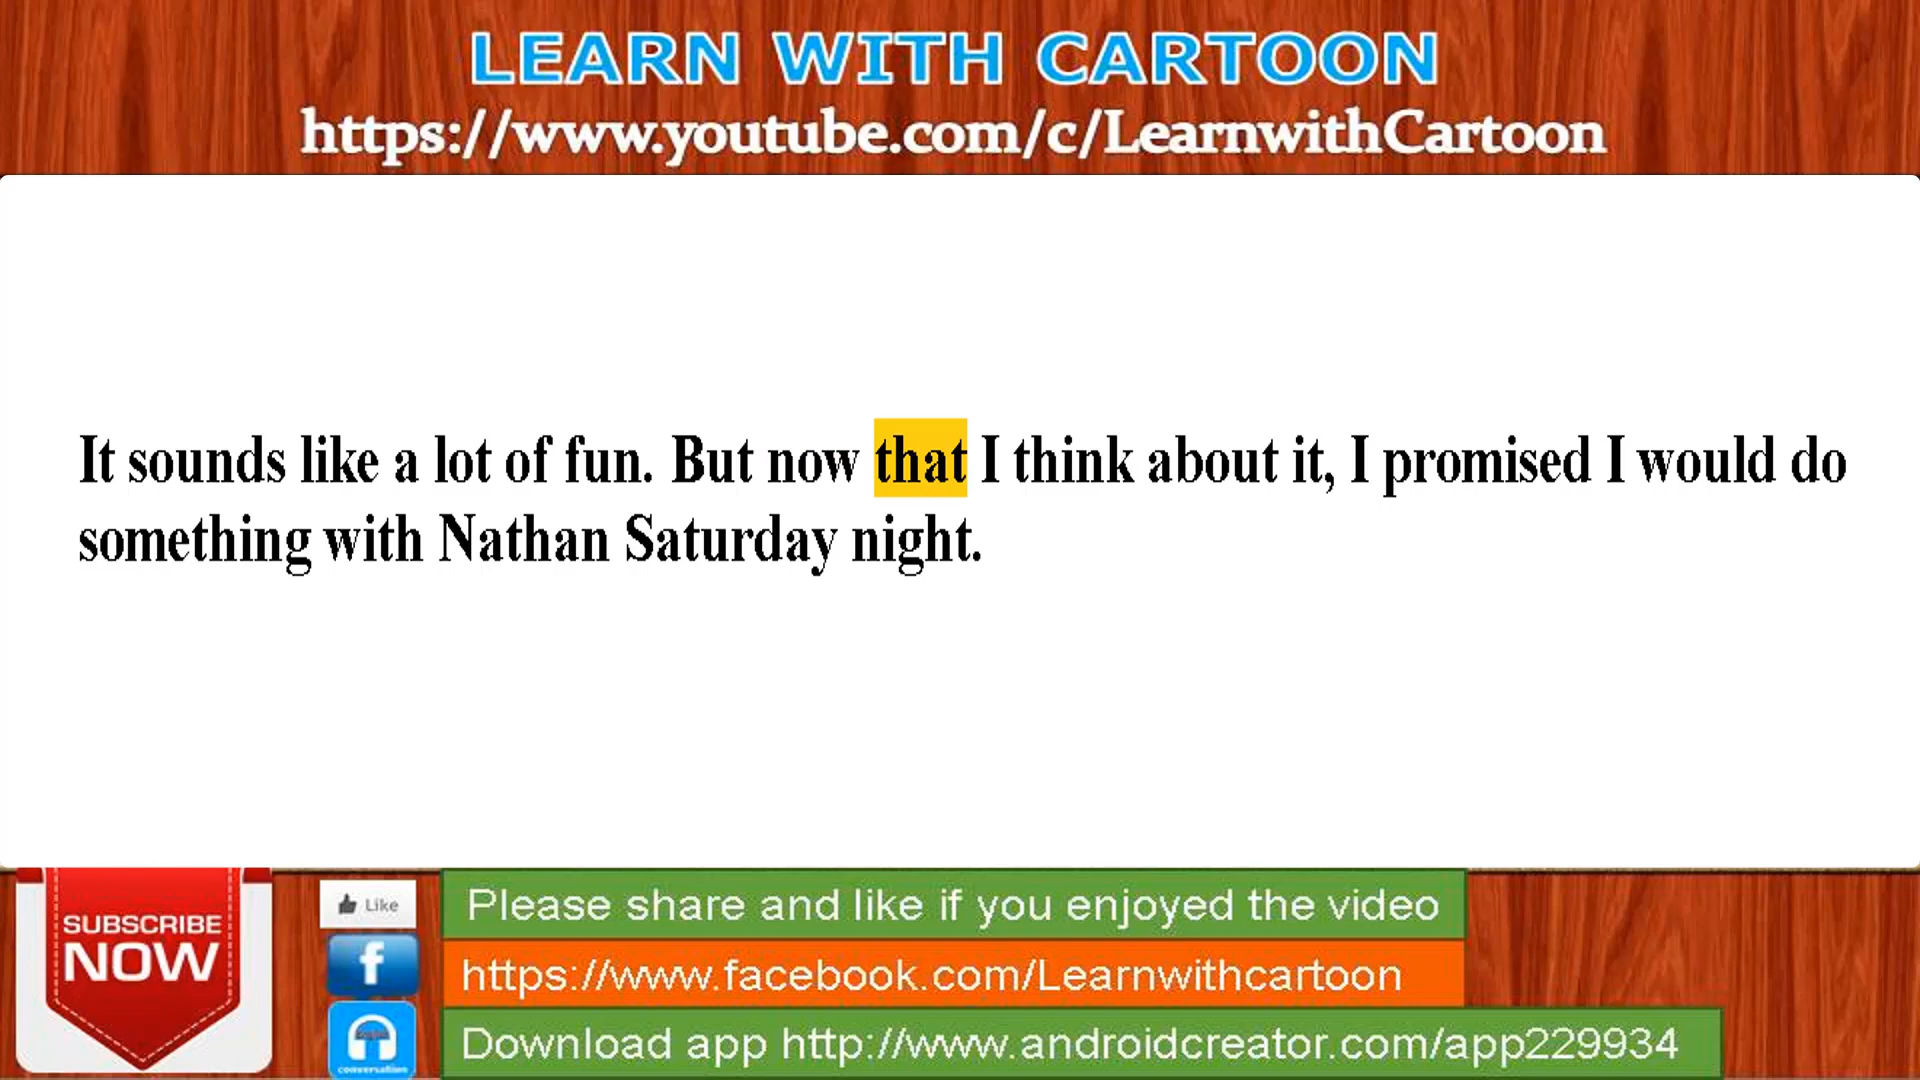 LEARN WITH CARTOON
https://www.youtube.com/c/LearnwithCartoon
It sounds like a lot of fun. But now that I think about it, I promised I would do
something with Nathan Saturday night.
SUBSCRIBE
NOW
Like
f
conversation
Please share and like if you enjoyed the video
https://www.facebook.com/Learnwithcartoon
Download app http://www.androidcreator.com/app229934